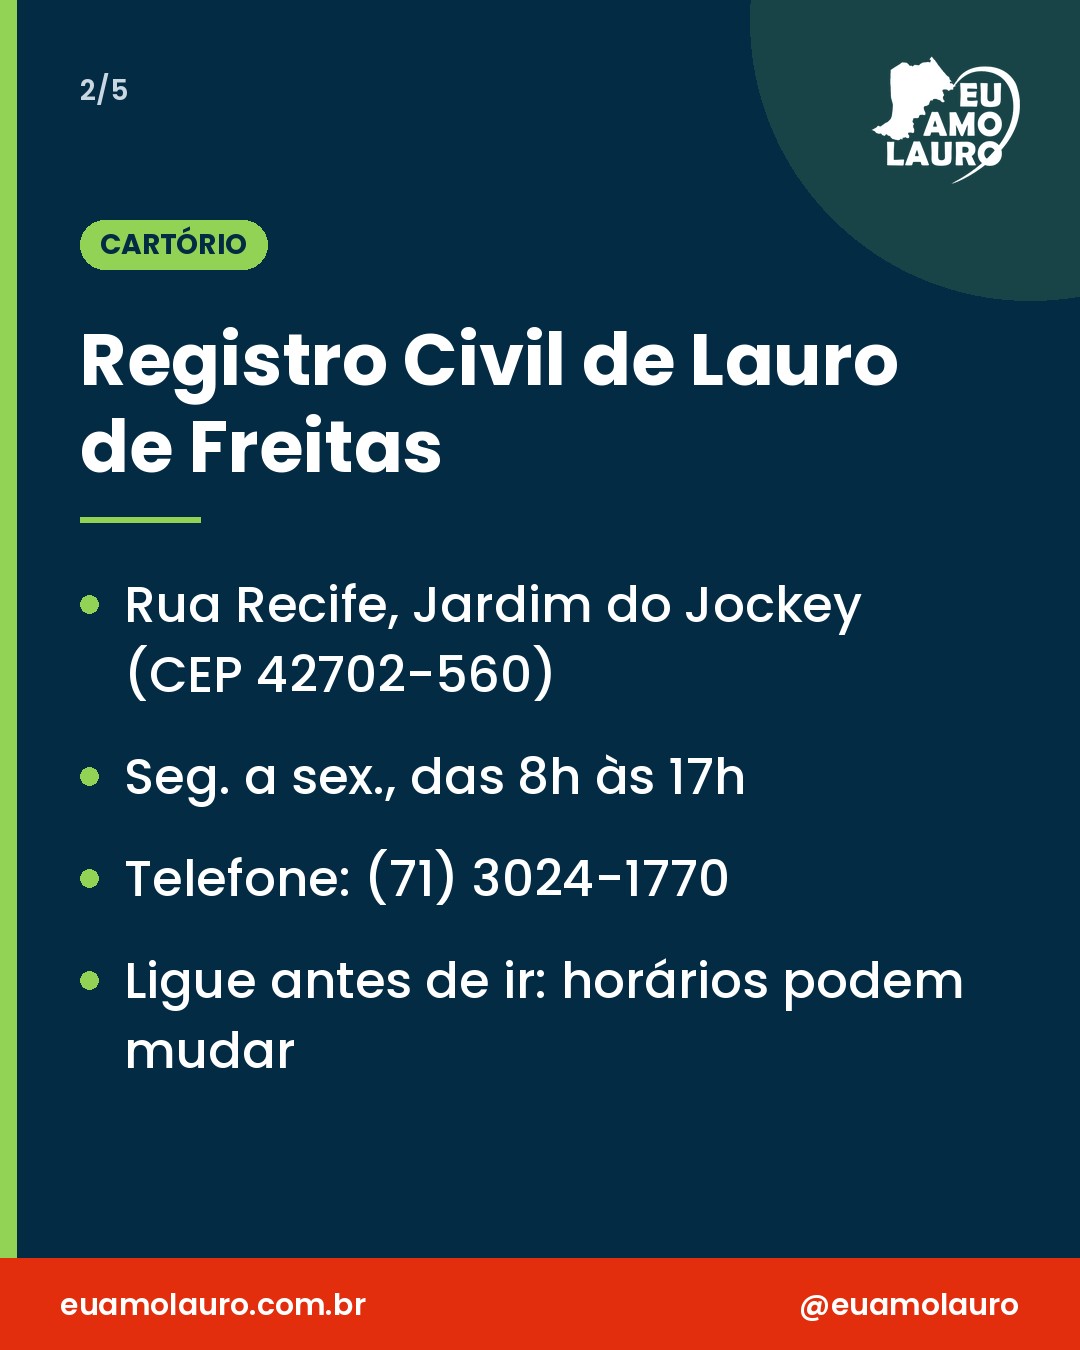 2/5
EU
AMO
LAURO
CARTÓRIO
Registro Civil de Lauro
de Freitas
Rua Recife, Jardim do Jockey
(CEP 42702-560)
Seg. a sex., das 8h às 17h
Telefone: (71) 3024-1770
Ligue antes de ir: horários podem
mudar
euamolauro.com.br
@euamolauro